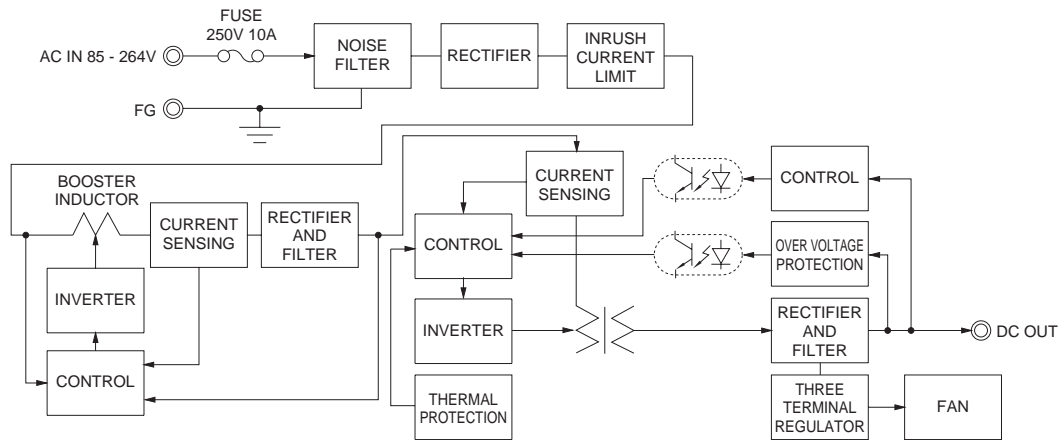 FUSE
250V 10A
AC IN 85 - 264V
NOISE
FILTER
RECTIFIER
INRUSH
CURRENT
LIMIT
FG
BOOSTER
INDUCTOR
CURRENT
SENSING
RECTIFIER
AND
FILTER
INVERTER
CONTROL
CURRENT
SENSING
CONTROL
INVERTER
THERMAL
PROTECTION
CONTROL
OVER VOLTAGE
PROTECTION
RECTIFIER
AND
FILTER
DC OUT
THREE
TERMINAL
REGULATOR
FAN